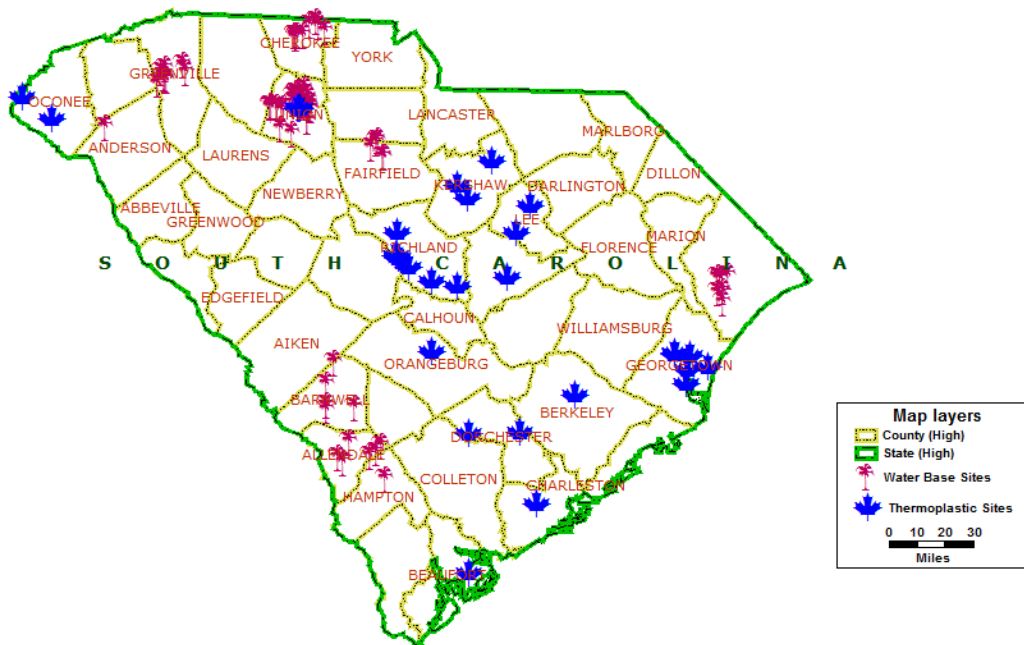 CHEROKEE
YORK
GREENVILLE
OCONEE
UNION
LANCASTER
MARLBORO
ANDERSON
LAURENS
FAIRFIELD
DILLON
KERSHAW
DARLINGTON
NEWBERRY
ABBEVILLE
GREENWOOD
LEE
MARION
RICHLAND
FLORENCE
SOUTH CAROLINA
EDGEFIELD
CALHOUN
WILLIAMSBURG
AIKEN
ORANGEBURG
GEORGETOWN
BARNWELL
BERKELEY
DORCHESTER
ALLENDALE
COLLETON
CHARLESTON
HAMPTON
BEAUFORT
Map layers
County (High)
State (High)
Water Base Sites
Thermoplastic Sites
0 10 20 30
Miles